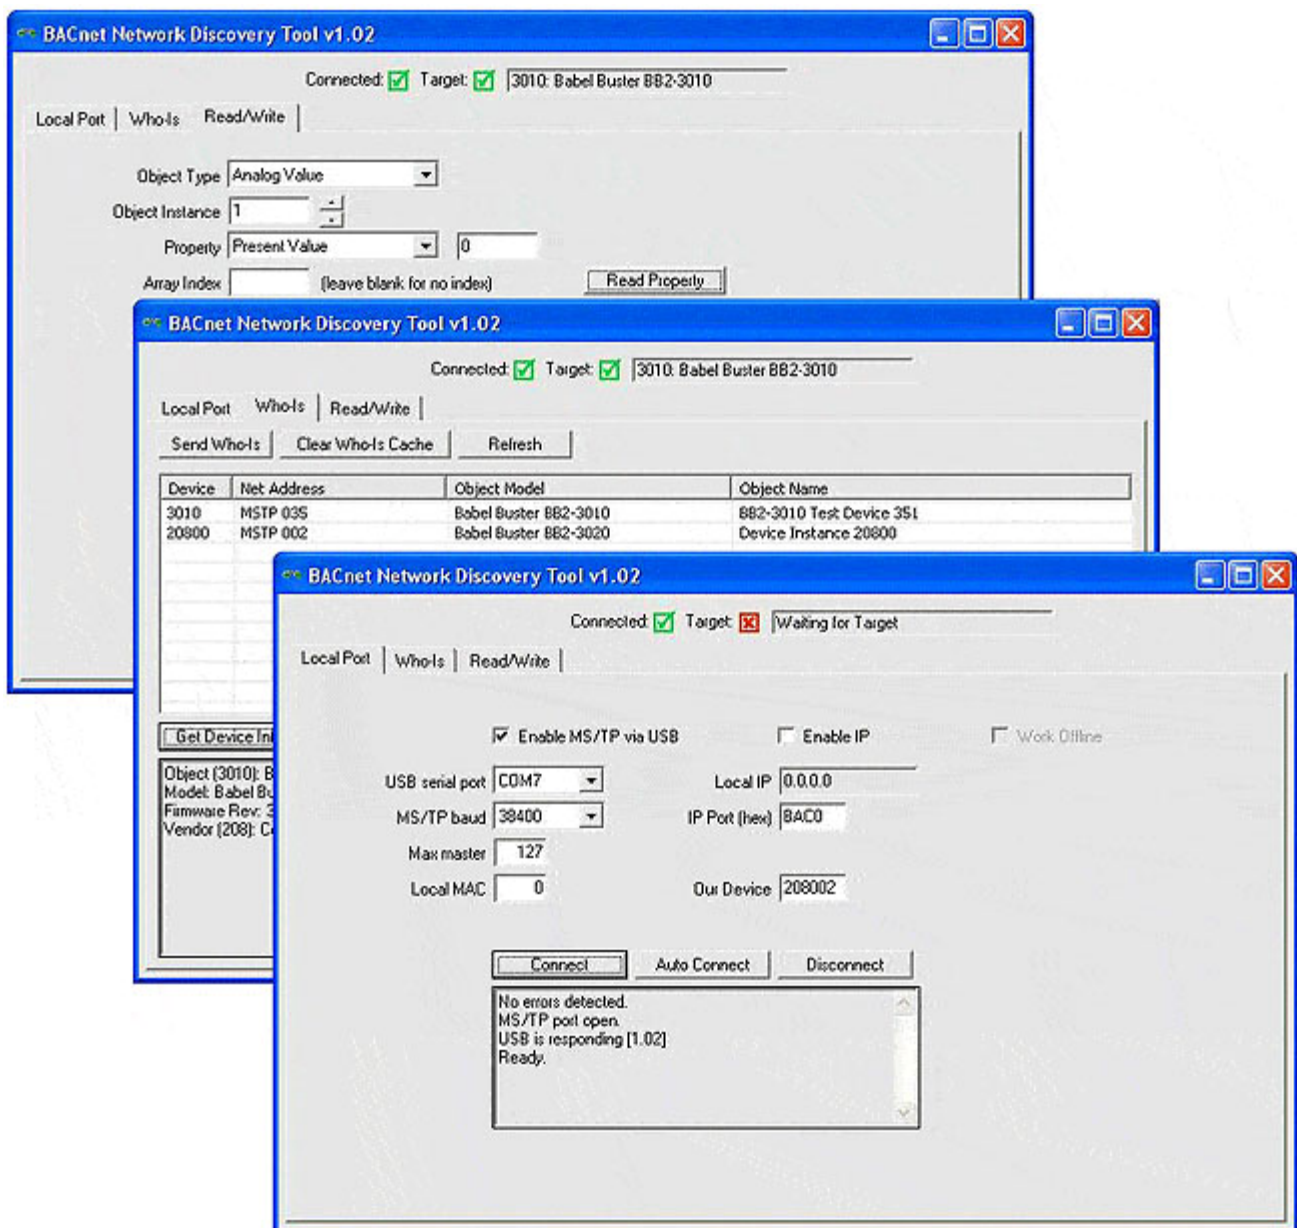 BACnet Network Discovery Tool v1.02
Connected: Target: 3010: Babel Buster BB2-3010
Local Port Who-Is Read/Write
Object Type Analog Value
Object Instance 1
Property Present Value 0
Array Index (leave blank for no index) Read Property
BACnet Network Discovery Tool v1.02
Connected: Target: 3010: Babel Buster BB2-3010
Local Port Who-Is Read/Write
Send Who-Is Clear Who-Is Cache Refresh
Device Net Address Object Model Object Name
3010 MSTP 035 Babel Buster BB2-3010 BB2-3010 Test Device 351
20800 MSTP 002 Babel Buster BB2-3020 Device Instance 20800
Get Device
Object (3010):
Model: Babel
Firmware Rev: 3
Vendor (208):
BACnet Network Discovery Tool v1.02
Connected: Target: Waiting for Target
Local Port Who-Is Read/Write
Enable MS/TP via USB Enable IP Work Offline
USB serial port COM7 Local IP 0.0.0.0
MS/TP baud 38400 IP Port (hex) BAC0
Max master 127
Local MAC 0 Our Device 208002
Connect Auto Connect Disconnect
No errors detected.
MS/TP port open.
USB is responding [1.02]
Ready.